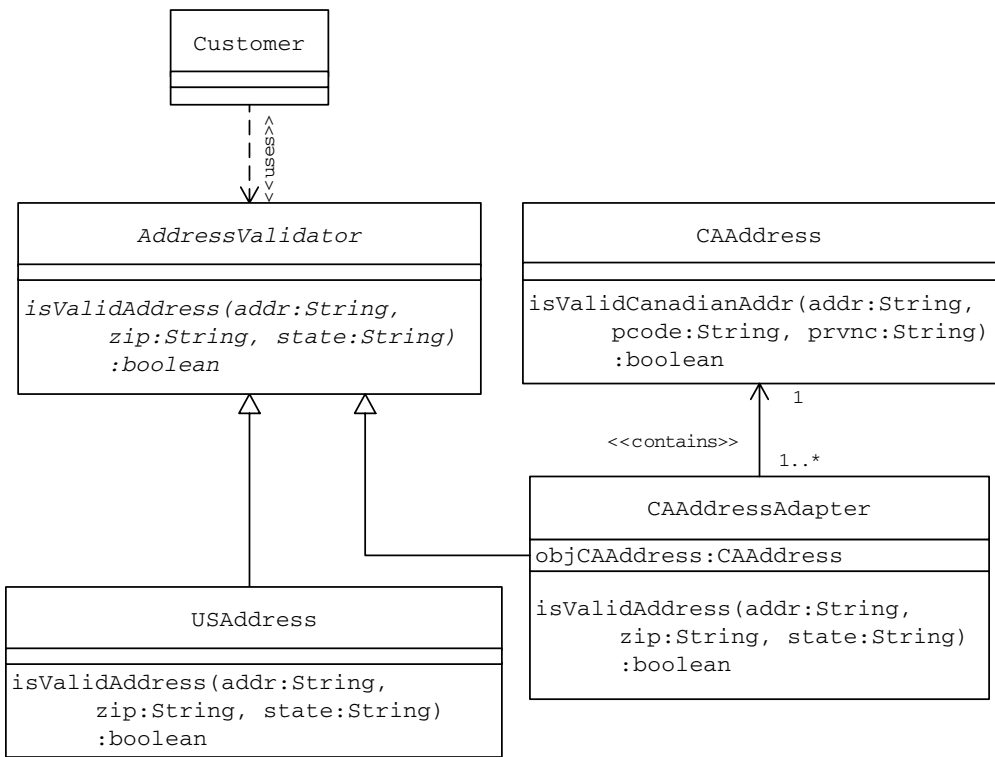 Customer
<<uses>>
AddressValidator
isValidAddress(addr:String,
zip:String, state:String)
:boolean
CAAddress
isValidCanadianAddr(addr:String,
pcode:String, prvnc:String)
:boolean
1
<<contains>>
1..*
CAAddressAdapter
objCAAddress:CAAddress
isValidAddress(addr:String,
zip:String, state:String)
:boolean
USAddress
isValidAddress(addr:String,
zip:String, state:String)
:boolean